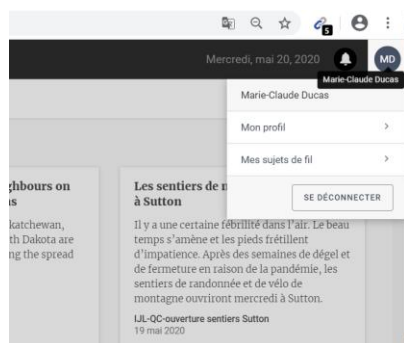 5
Mercredi, mai 20, 2020
MD
Marie-Claude Ducas
Marie-Claude Ducas
Mon profil
Mes sujets de fil
SE DÉCONNECTER
ghbours on
as
katchewan,
th Dakota are
ng the spread
Les sentiers de
à Sutton
Il y a une certaine fébrilité dans l'air. Le beau
temps s'amène et les pieds frétillent
d'impatience. Après des semaines de dégel et
de fermeture en raison de la pandémie, les
sentiers de randonnée et de vélo de
montagne ouvriront mercredi à Sutton.
IJL-QC-ouverture sentiers Sutton
19 mai 2020